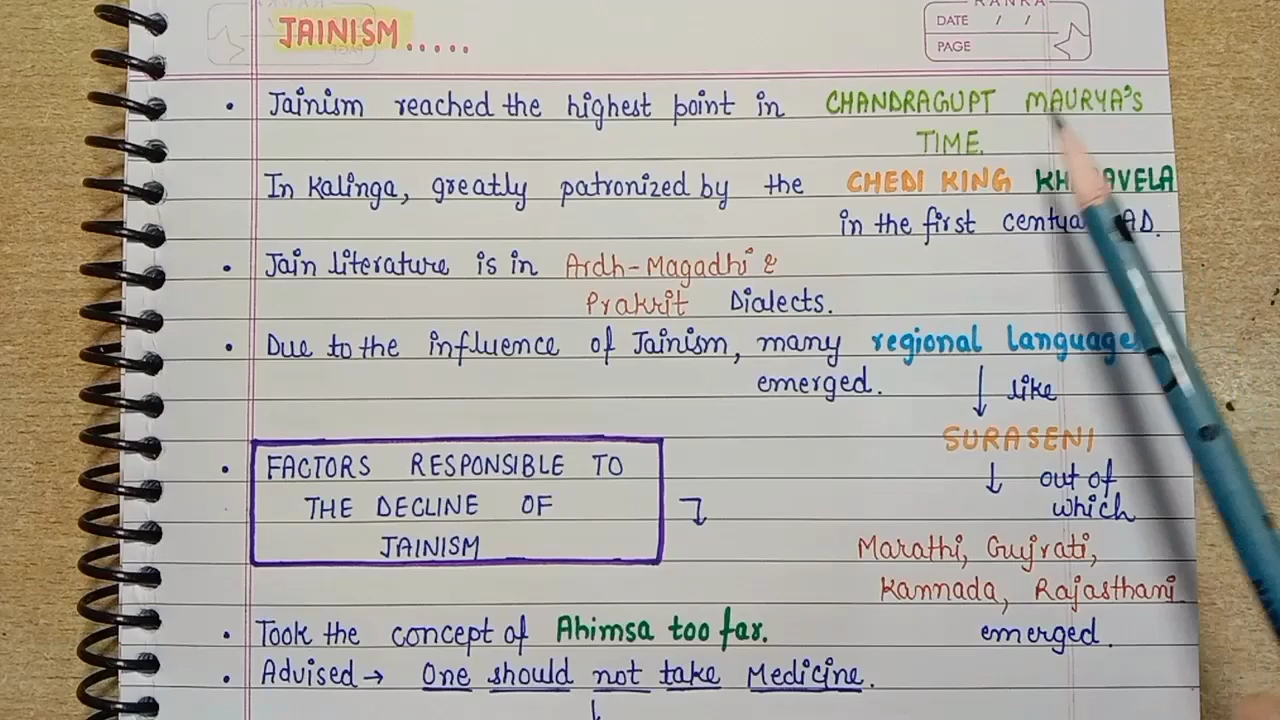 RANKA
JAINISM.....
DATE / /
PAGE
• Jainism reached the highest point in CHANDRAGUPT MAURYA's
TIME.
In Kalinga, greatly patronized by the CHEDI KING
in the first AD.
• Jain literature is in Ardh-Magadhi &
Prakrit Dialects.
• Due to the influence of Jainism, many regional language
emerged. ↓ like
SURASENI
• FACTORS RESPONSIBLE TO
THE DECLINE OF
JAINISM
↓ out of
which
Marathi, Gujrati,
Kannada, Rajasthani
emerged.
• Took the concept of Ahimsa too far.
• Advised → One should not take Medicine.